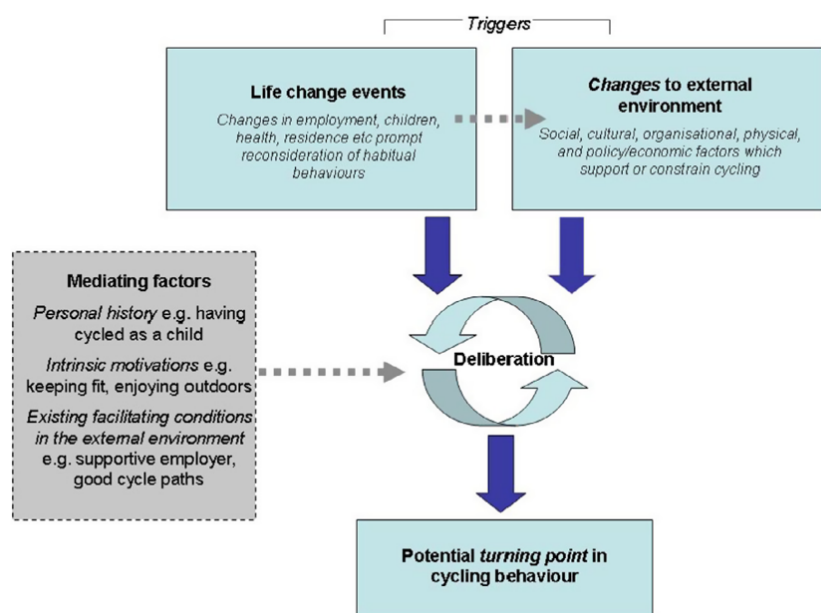 Triggers
Life change events
Changes in employment, children,
health, residence etc prompt
reconsideration of habitual
behaviours
Changes to external
environment
Social, cultural, organisational, physical,
and policy/economic factors which
support or constrain cycling
Mediating factors
Personal history e.g. having
cycled as a child
Intrinsic motivations e.g.
keeping fit, enjoying outdoors
Existing facilitating conditions
in the external environment
e.g. supportive employer,
good cycle paths
Deliberation
Potential turning point in
cycling behaviour